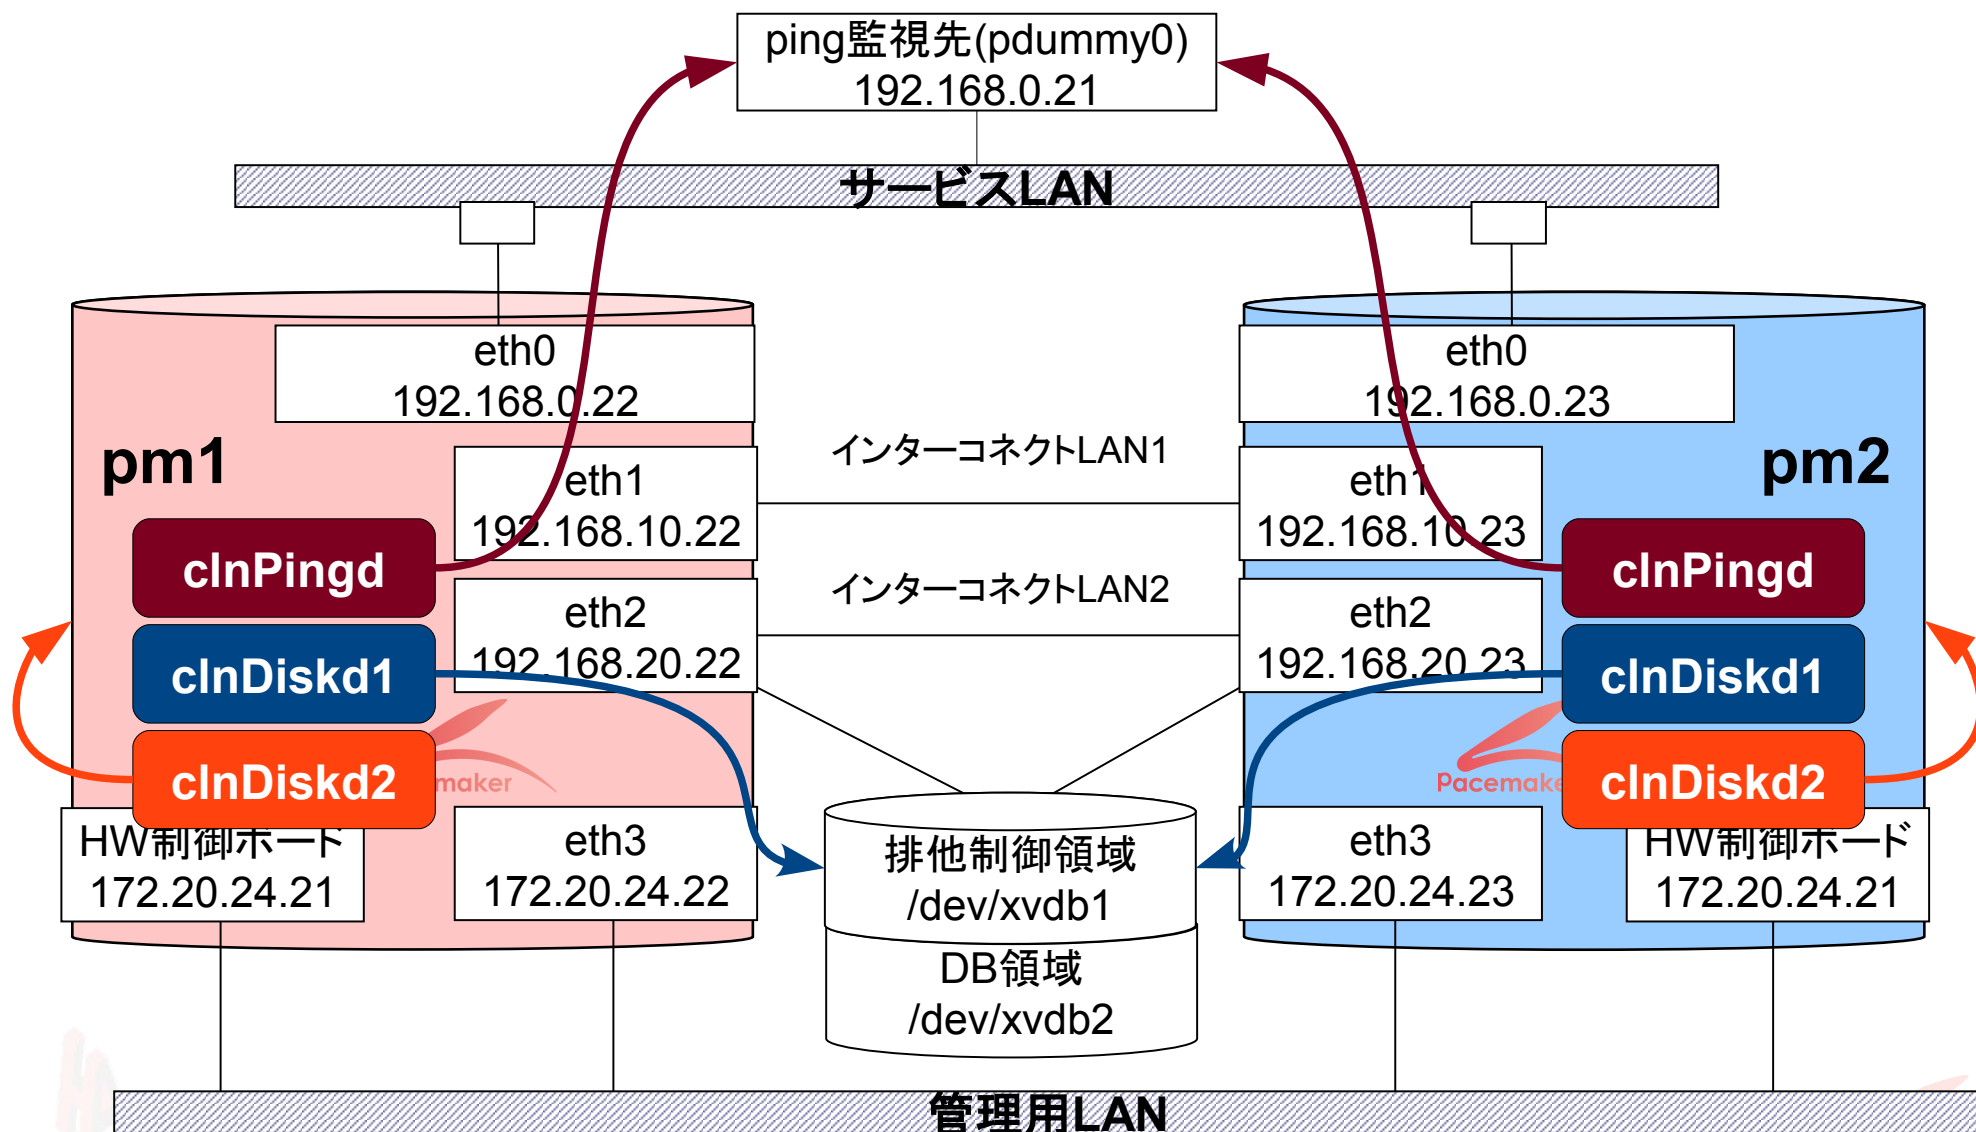 ping監視先(pdummy0)
192.168.0.21
サービスLAN
eth0
192.168.0.22
eth0
192.168.0.23
pm1
pm2
インターコネクトLAN1
eth1
192.168.10.22
eth1
192.168.10.23
clnPingd
clnPingd
インターコネクトLAN2
eth2
192.168.20.22
eth2
192.168.20.23
clnDiskd1
clnDiskd1
clnDiskd2
clnDiskd2
maker
Pacemake
HW制御ボード
172.20.24.21
eth3
172.20.24.22
排他制御領域
/dev/xvdb1
eth3
172.20.24.23
HW制御ボード
172.20.24.21
DB領域
/dev/xvdb2
管理用LAN